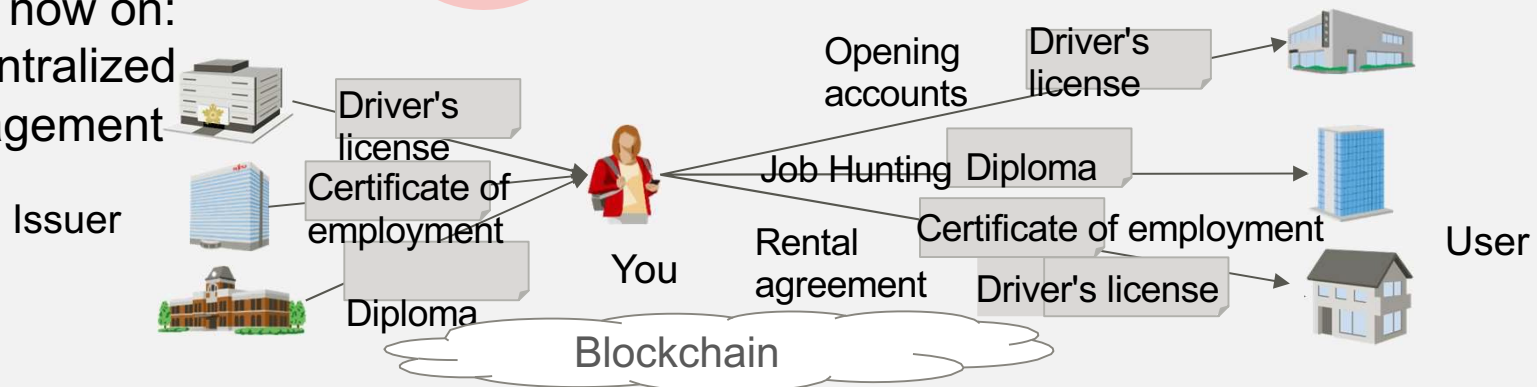 now on:
ntralized
agement
Issuer
Driver's
license
Certificate of
employment
Diploma
You
Opening
accounts
Driver's
license
Job Hunting
Diploma
Rental
agreement
Certificate of employment
Driver's license
User
Blockchain